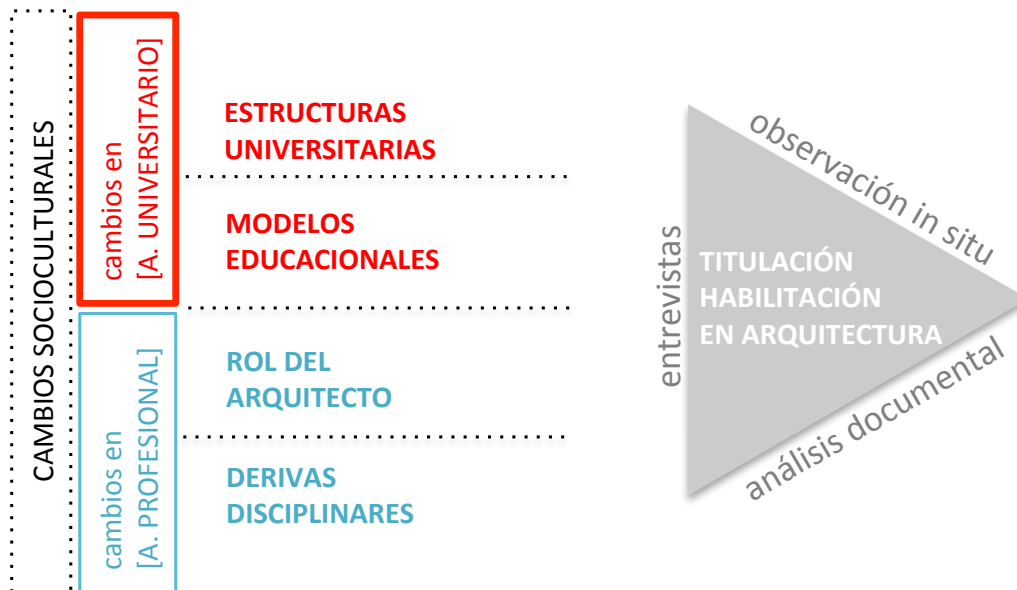 CAMBIOS SOCIOCULTURALES
cambios en
[A. UNIVERSITARIO]
ESTRUCTURAS
UNIVERSITARIAS
MODELOS
EDUCACIONALES
cambios en
[A. PROFESIONAL]
ROL DEL
ARQUITECTO
DERIVAS
DISCIPLINARES
entrevistas
observación in situ
TITULACIÓN
HABILITACIÓN
EN ARQUITECTURA
análisis documental